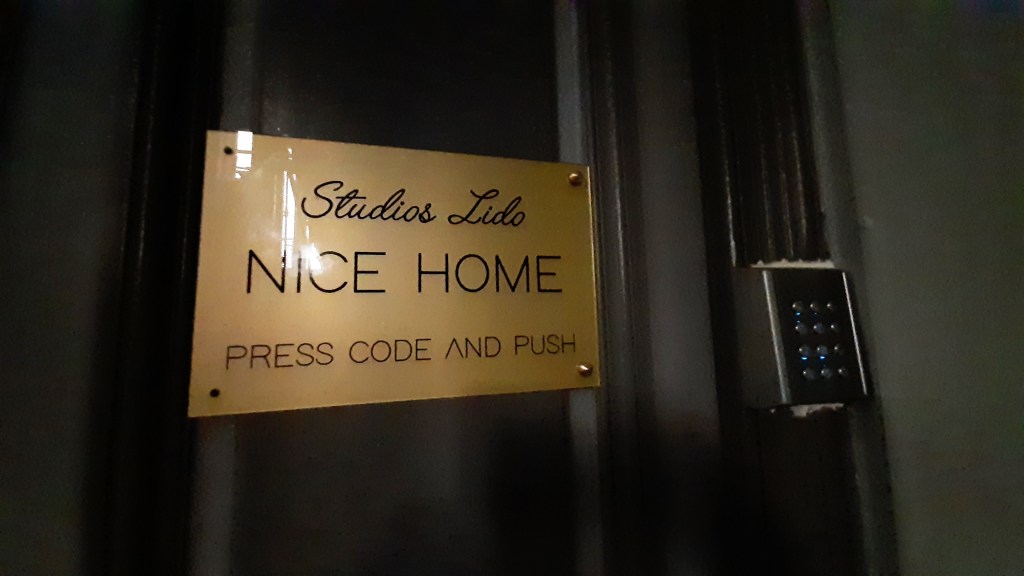 Studios Lido
NICE HOME
PRESS CODE AND PUSH